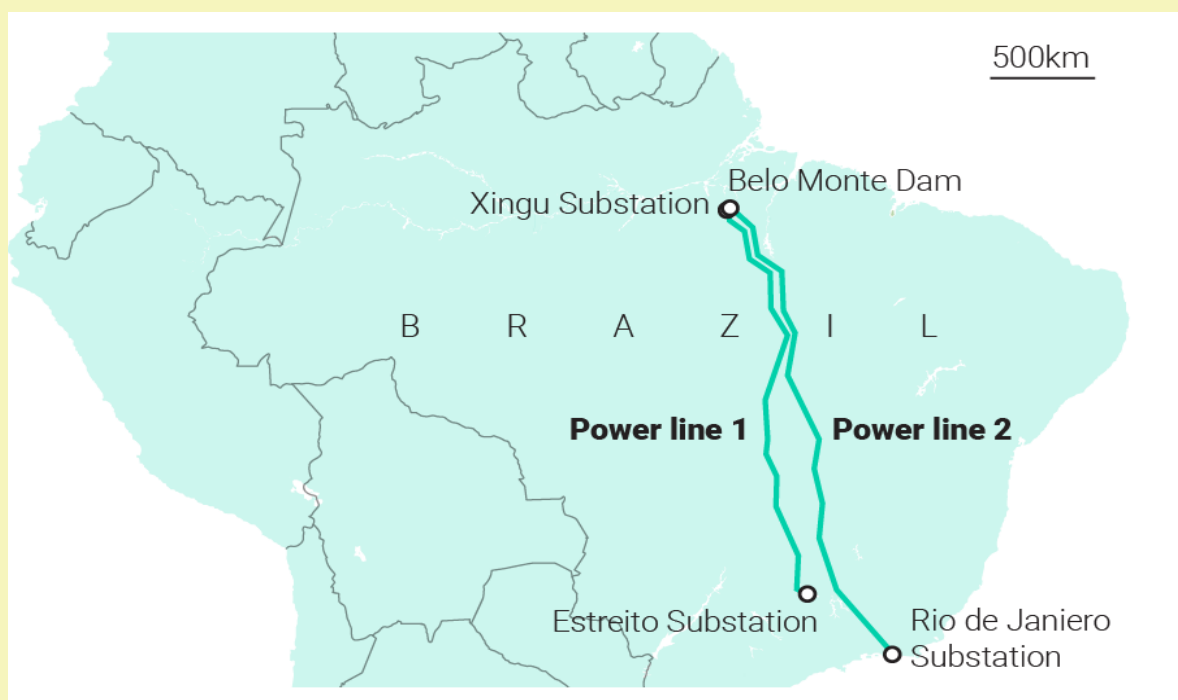 500km
Belo Monte Dam
Xingu Substation
B R A Z I L
Power line 1
Power line 2
Estreito Substation
Rio de Janiero
Substation